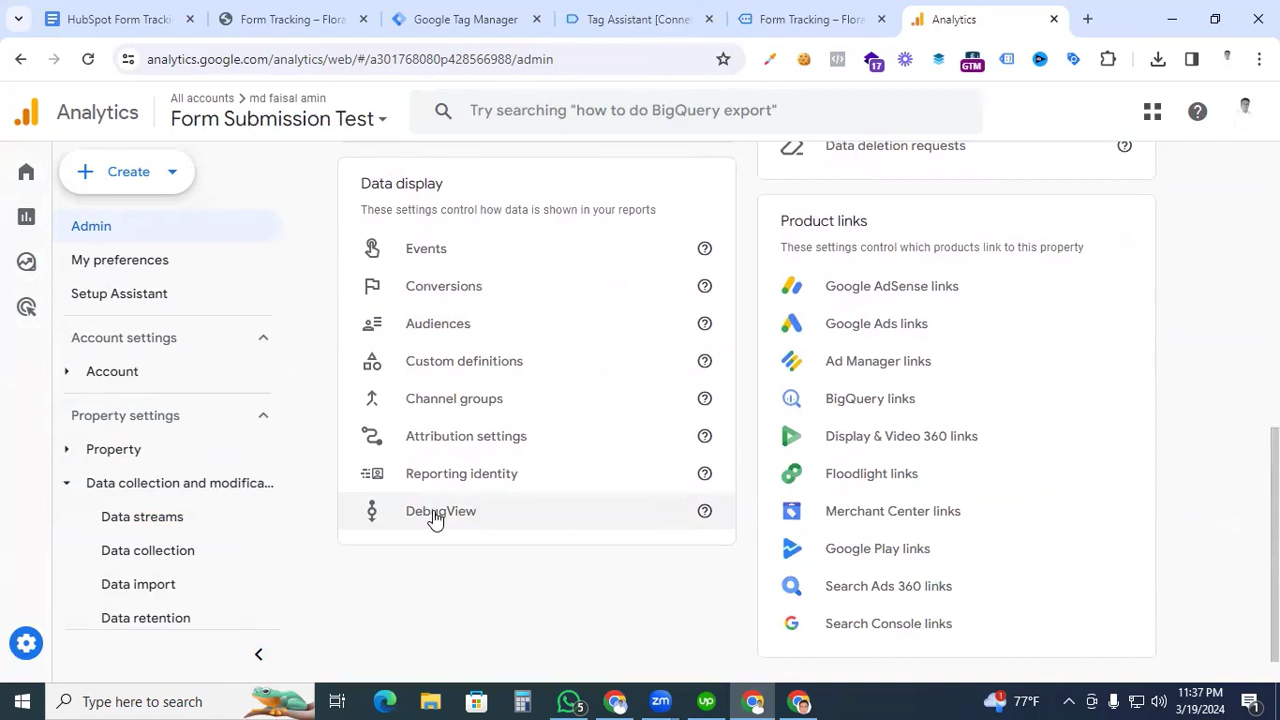 HubSpot Form Tracki
Form Tracking – Flora
Google Tag Manager
Tag Assistant [Conne
Form Tracking – Flora
Analytics
analytics.google.com/analytics/web/#/a301768080p428566988/admin
17
GTM
Analytics
All accounts > md faisal amin
Form Submission Test
Try searching "how to do BigQuery export"
Create
Admin
My preferences
Setup Assistant
Account settings
Account
Property settings
Property
Data collection and modifica...
Data streams
Data collection
Data import
Data retention
Data display
These settings control how data is shown in your reports
Events
Conversions
Audiences
Custom definitions
Channel groups
Attribution settings
Reporting identity
DebugView
Data deletion requests
Product links
These settings control which products link to this property
Google AdSense links
Google Ads links
Ad Manager links
BigQuery links
Display & Video 360 links
Floodlight links
Merchant Center links
Google Play links
Search Ads 360 links
Search Console links
Type here to search
5
zm
up
1
77°F
11:37 PM
3/19/2024
1